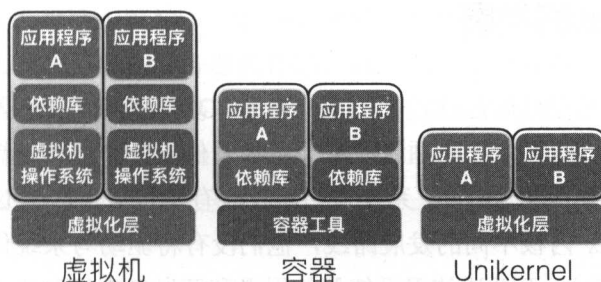 应用程序
A
应用程序
B
依赖库
依赖库
虚拟机
操作系统
虚拟机
操作系统
虚拟化层
虚拟机
应用程序
A
应用程序
B
依赖库
依赖库
容器工具
容器
应用程序
A
应用程序
B
虚拟化层
Unikernel